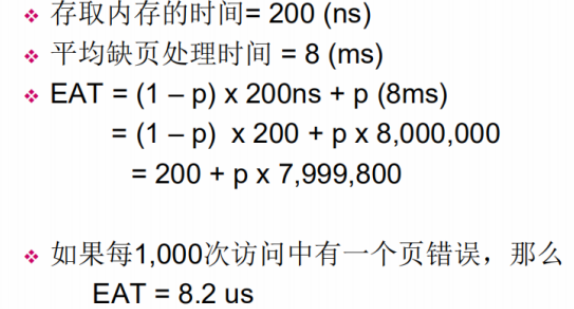 ❖ 存取内存的时间= 200 (ns)
❖ 平均缺页处理时间 = 8 (ms)
❖ EAT = (1 – p) x 200ns + p (8ms)
= (1 – p) x 200 + p x 8,000,000
= 200 + p x 7,999,800
❖ 如果每1,000次访问中有一个页错误，那么
EAT = 8.2 us